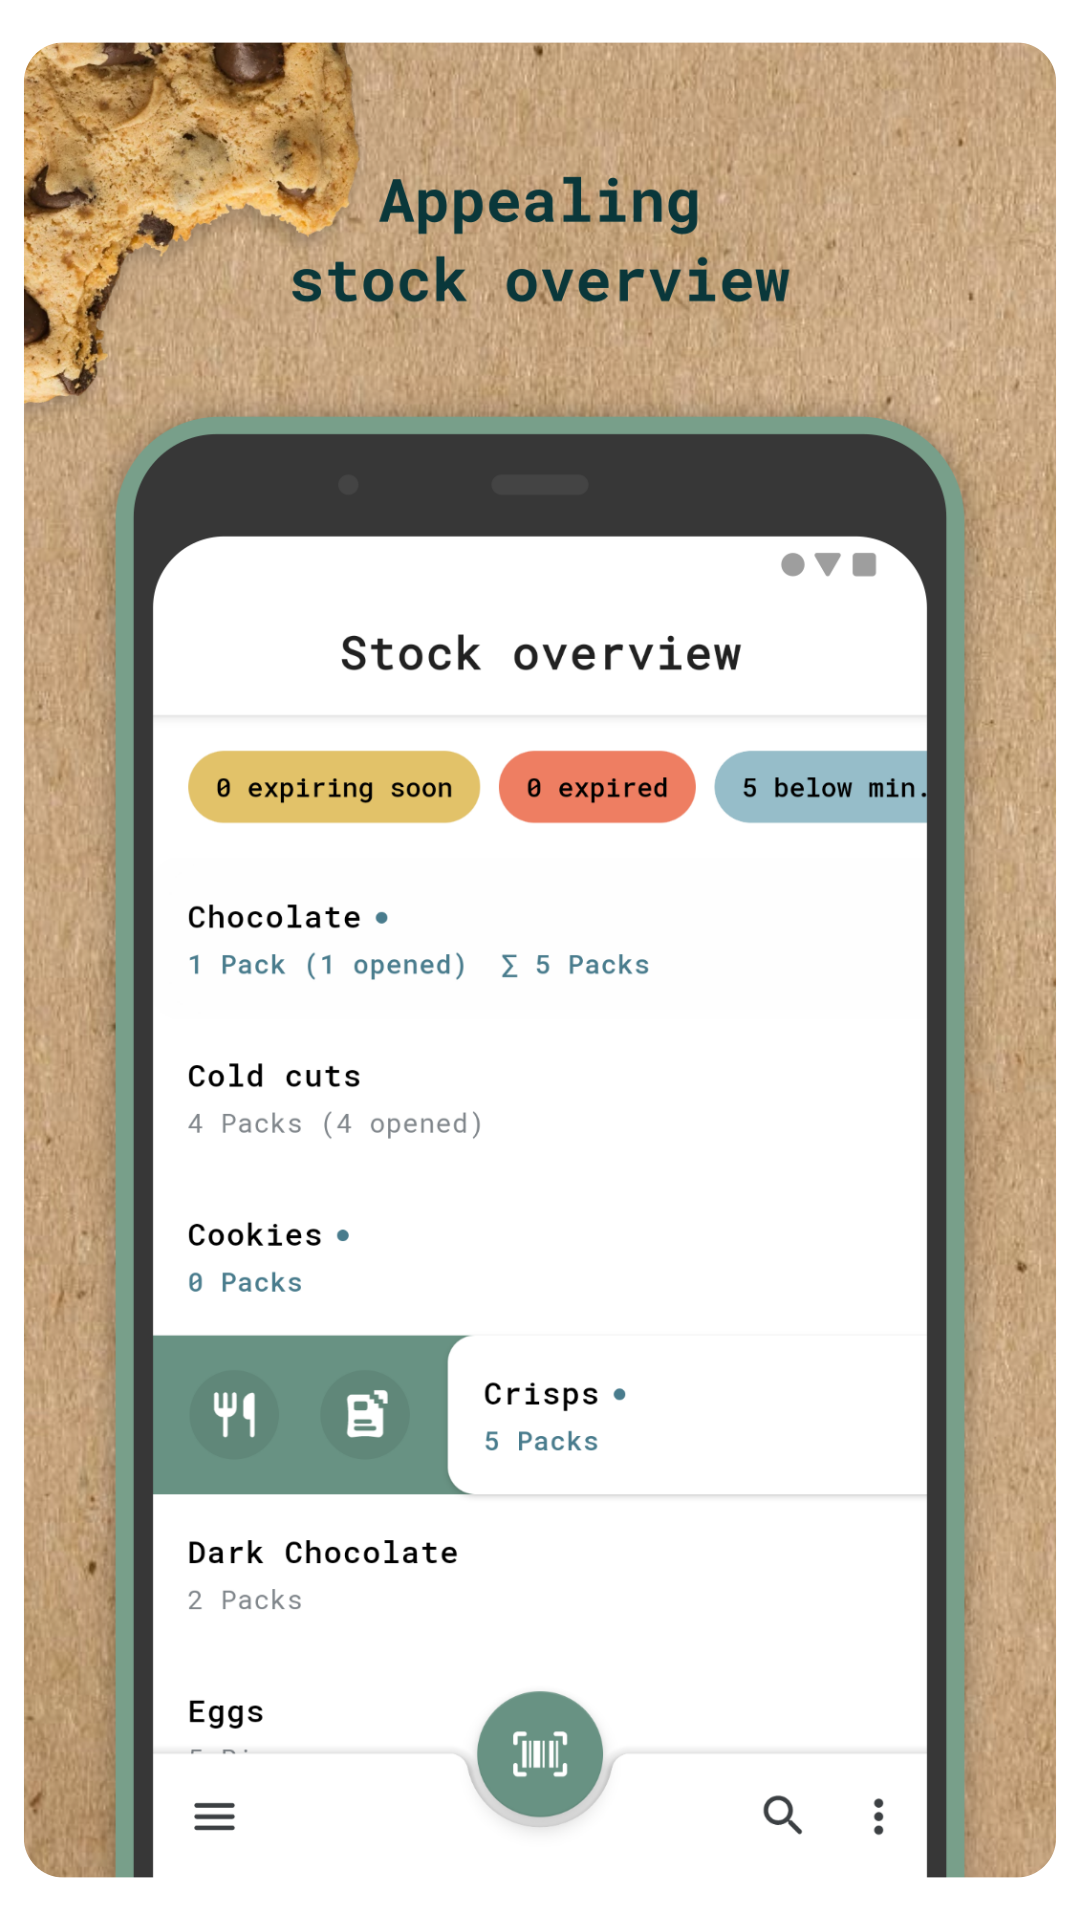 Appealing
stock overview
Stock overview
0 expiring soon
0 expired
5 below min.
Chocolate
1 Pack (1 opened) ∑ 5 Packs
Cold cuts
4 Packs (4 opened)
Cookies
0 Packs
Crisps
5 Packs
Dark Chocolate
2 Packs
Eggs